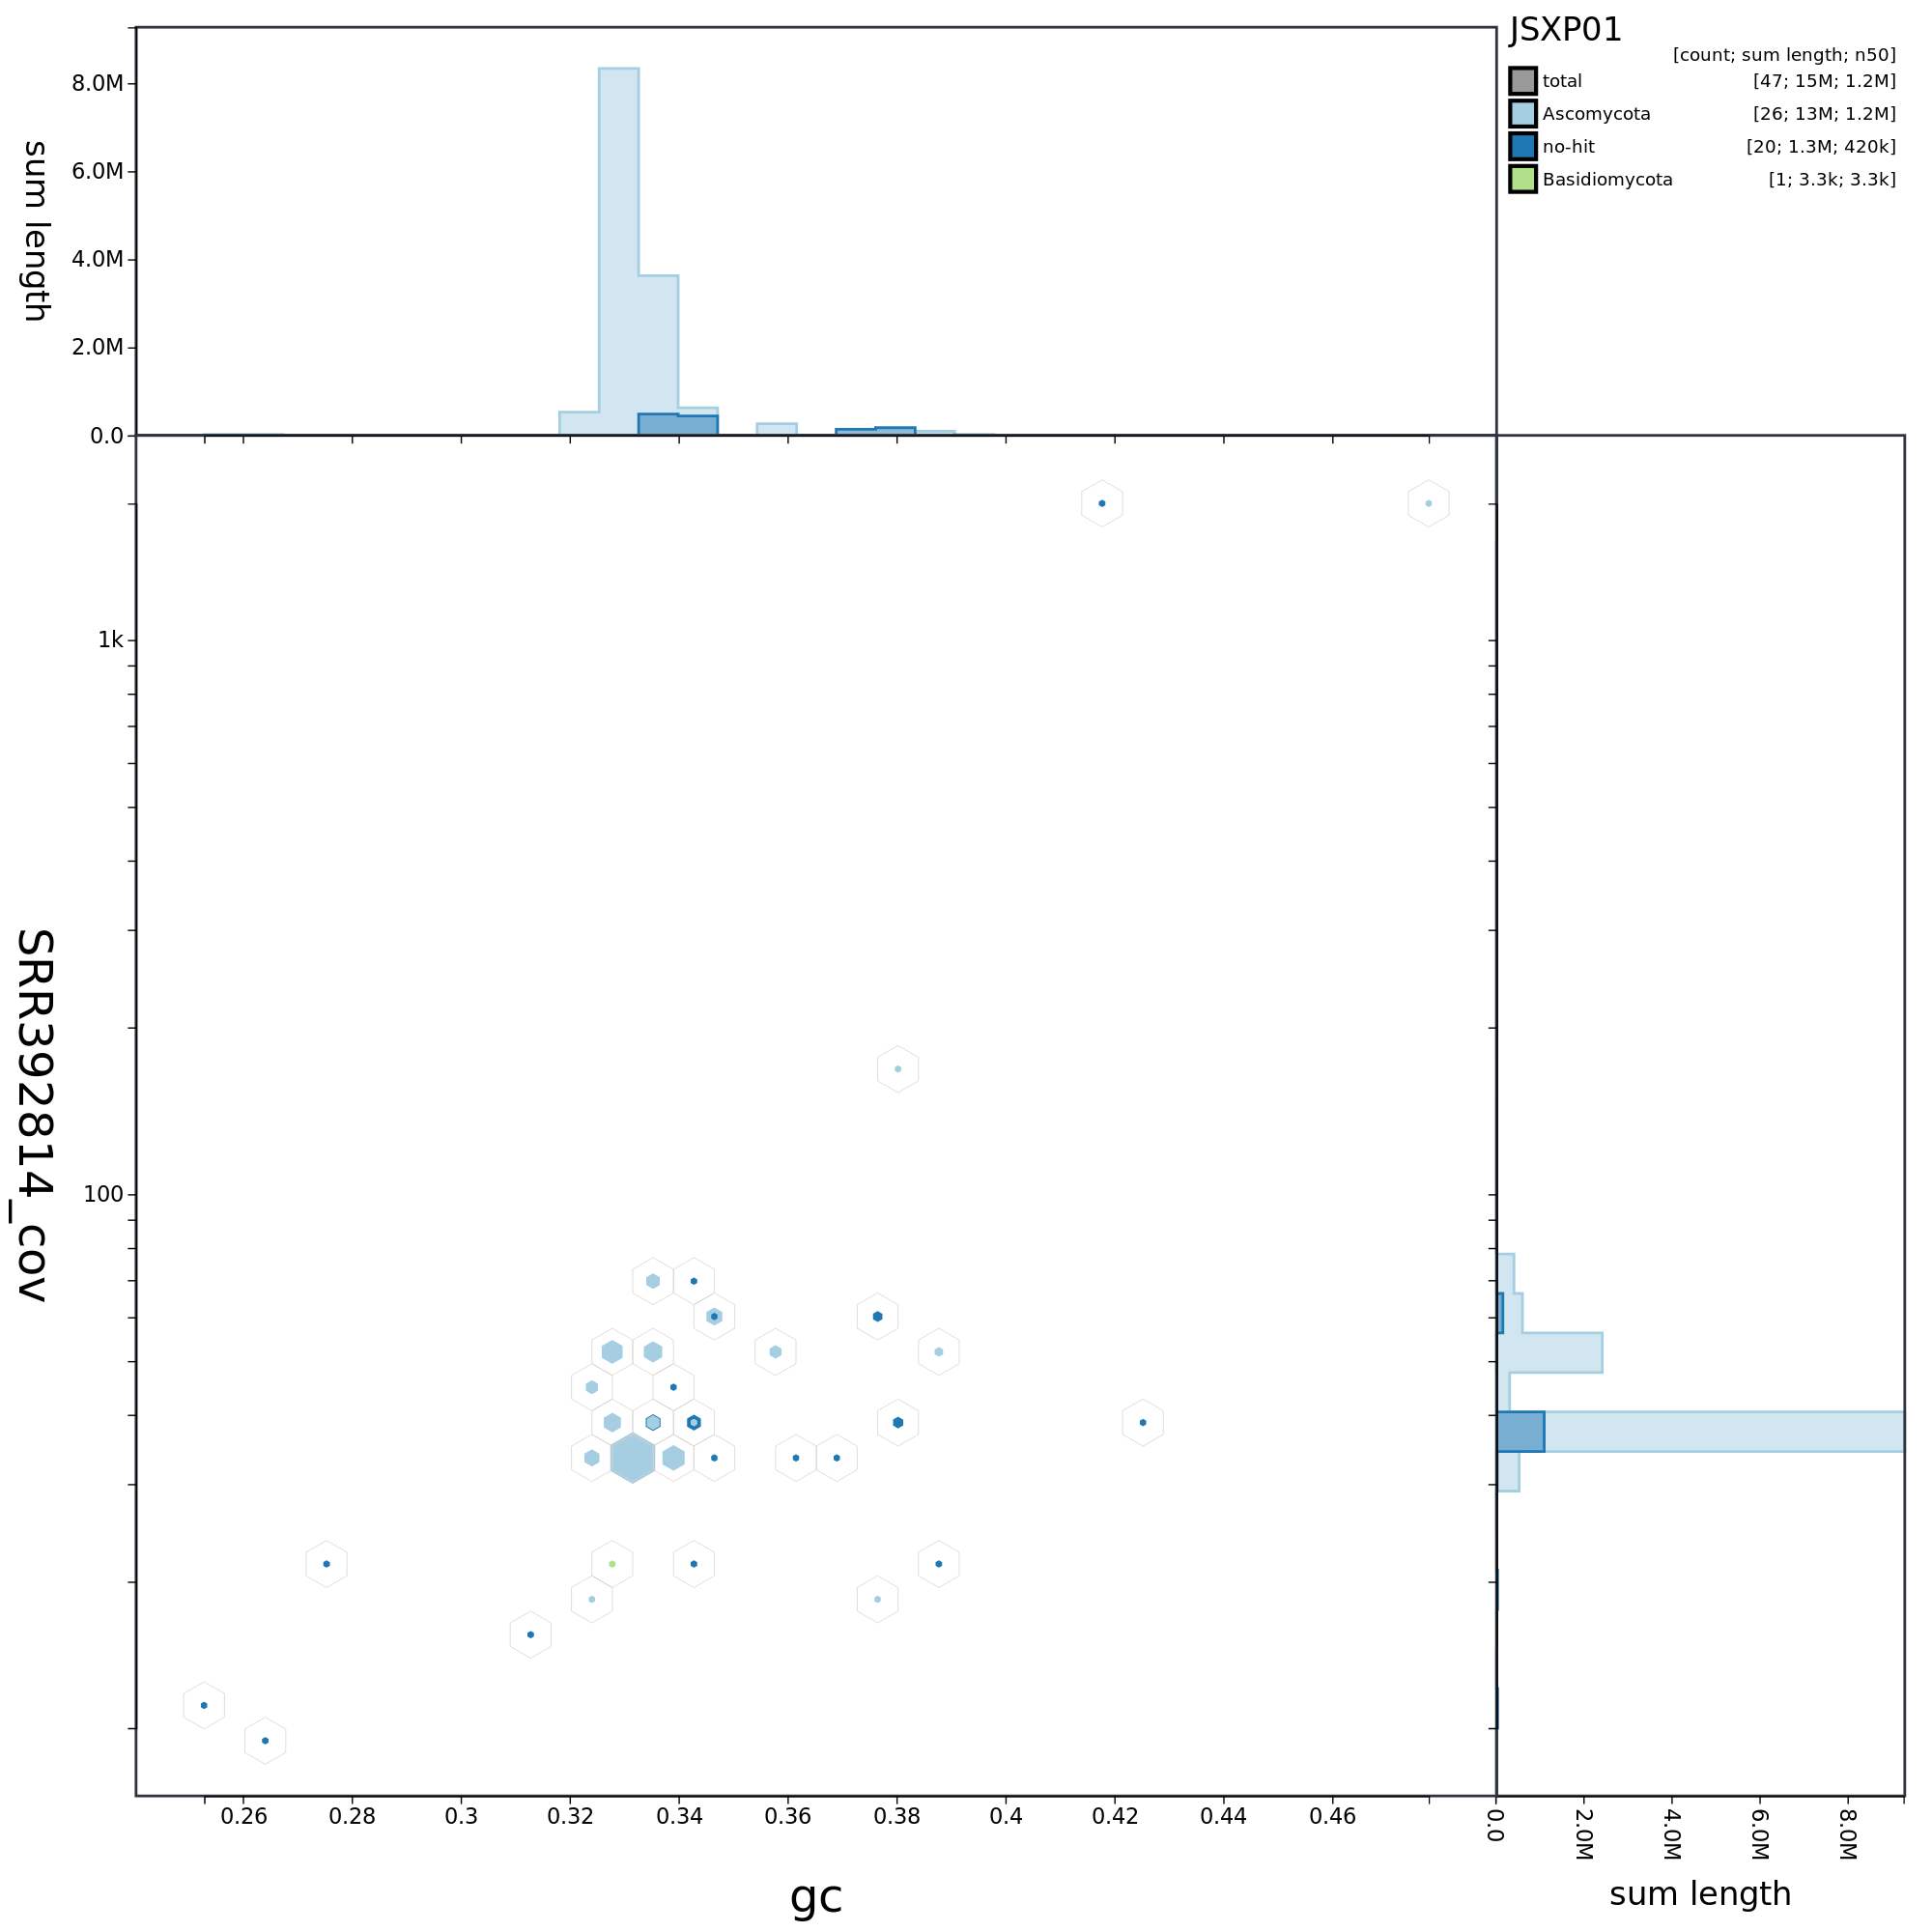 JSXP01
[count; sum length; n50]
total [47; 15M; 1.2M]
Ascomycota [26; 13M; 1.2M]
no-hit [20; 1.3M; 420k]
Basidiomycota [1; 3.3k; 3.3k]
sum length
8.0M
6.0M
4.0M
2.0M
0.0
SRR392814_cov
1k
100
0.26 0.28 0.3 0.32 0.34 0.36 0.38 0.4 0.42 0.44 0.46
gc
0.0 2.0M 4.0M 6.0M 8.0M
sum length